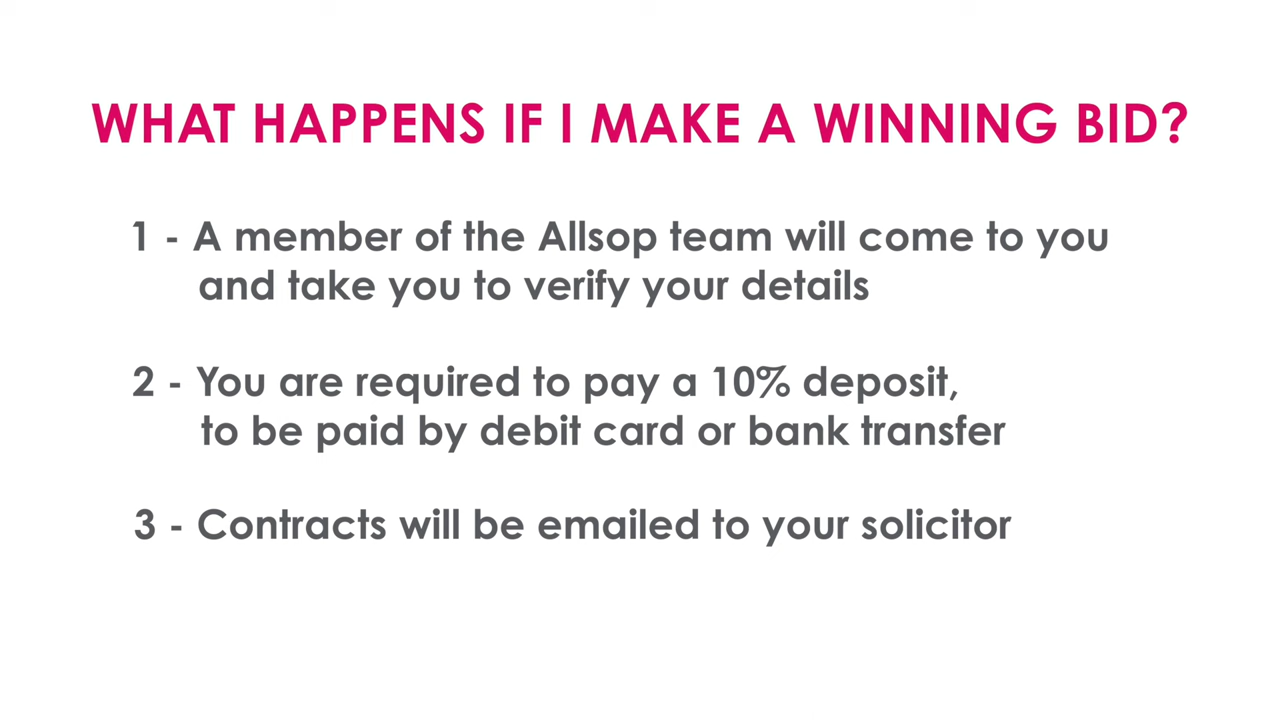 WHAT HAPPENS IF I MAKE A WINNING BID?
1 - A member of the Allsop team will come to you
and take you to verify your details
2 - You are required to pay a 10% deposit,
to be paid by debit card or bank transfer
3 - Contracts will be emailed to your solicitor